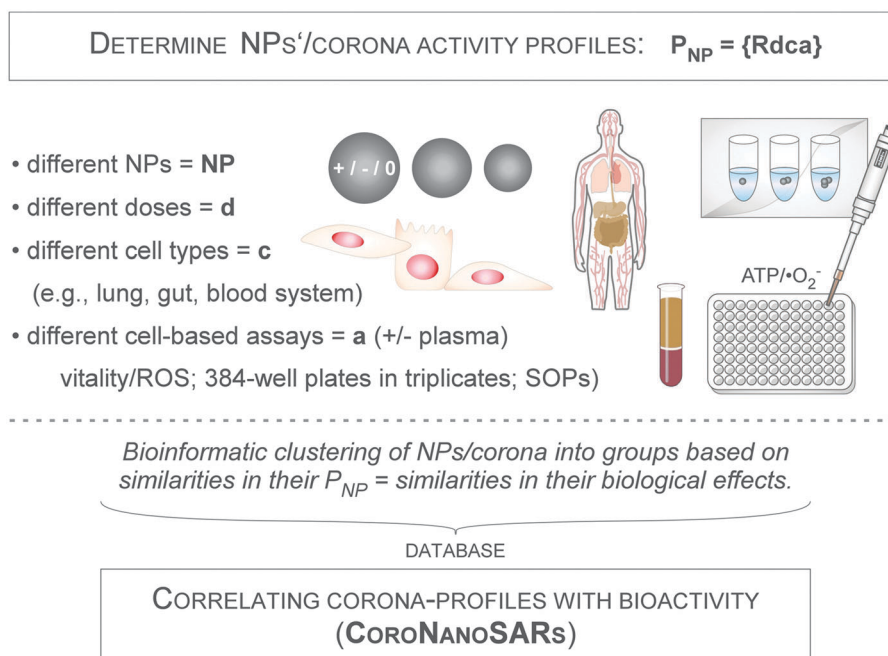 DETERMINE NPS‘/CORONA ACTIVITY PROFILES: P_NP = {Rdca}
• different NPs = NP
+ / - / 0
• different doses = d
• different cell types = c
(e.g., lung, gut, blood system)
ATP/•O₂⁻
• different cell-based assays = a (+/- plasma)
vitality/ROS; 384-well plates in triplicates; SOPs)
Bioinformatic clustering of NPs/corona into groups based on
similarities in their P_NP = similarities in their biological effects.
DATABASE
CORRELATING CORONA-PROFILES WITH BIOACTIVITY
(CORONANOSARS)